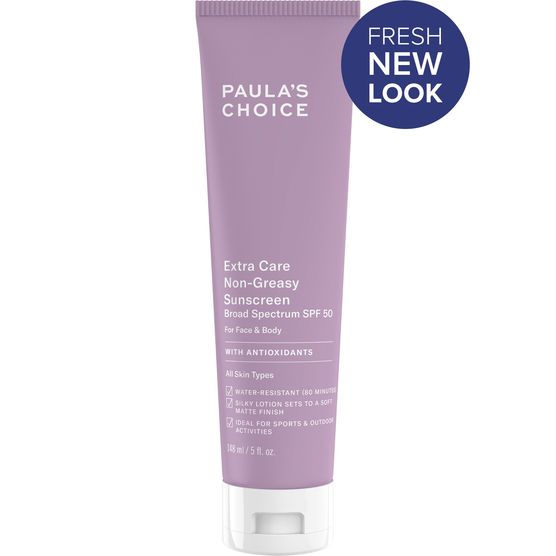 FRESH
NEW
LOOK
PAULA'S
CHOICE
Extra Care
Non-Greasy
Sunscreen
Broad Spectrum SPF 50
For Face & Body
WITH ANTIOXIDANTS
All Skin Types
WATER-RESISTANT (80 MINUTES
SILKY LOTION SETS TO A SOFT
MATTE FINISH
IDEAL FOR SPORTS & OUTDOOR
ACTIVITIES
148 ml / 5 fl. oz.